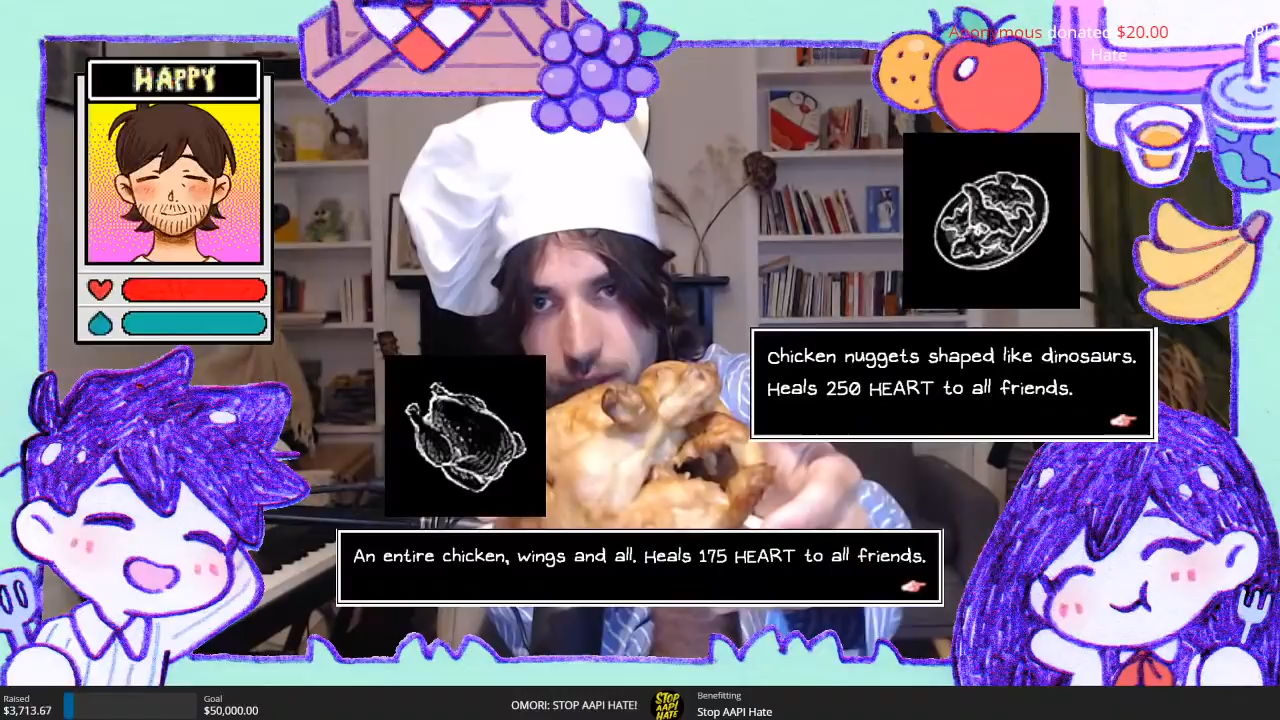 Anonymous donated $20.00
Hate
HAPPY
Chicken nuggets shaped like dinosaurs.
Heals 250 HEART to all friends.
An entire chicken, wings and all. Heals 175 HEART to all friends.
Raised
$3,713.67
Goal
$50,000.00
OMORI: STOP AAPI HATE!
STOP
AAPI
HATE
Benefitting
Stop AAPI Hate